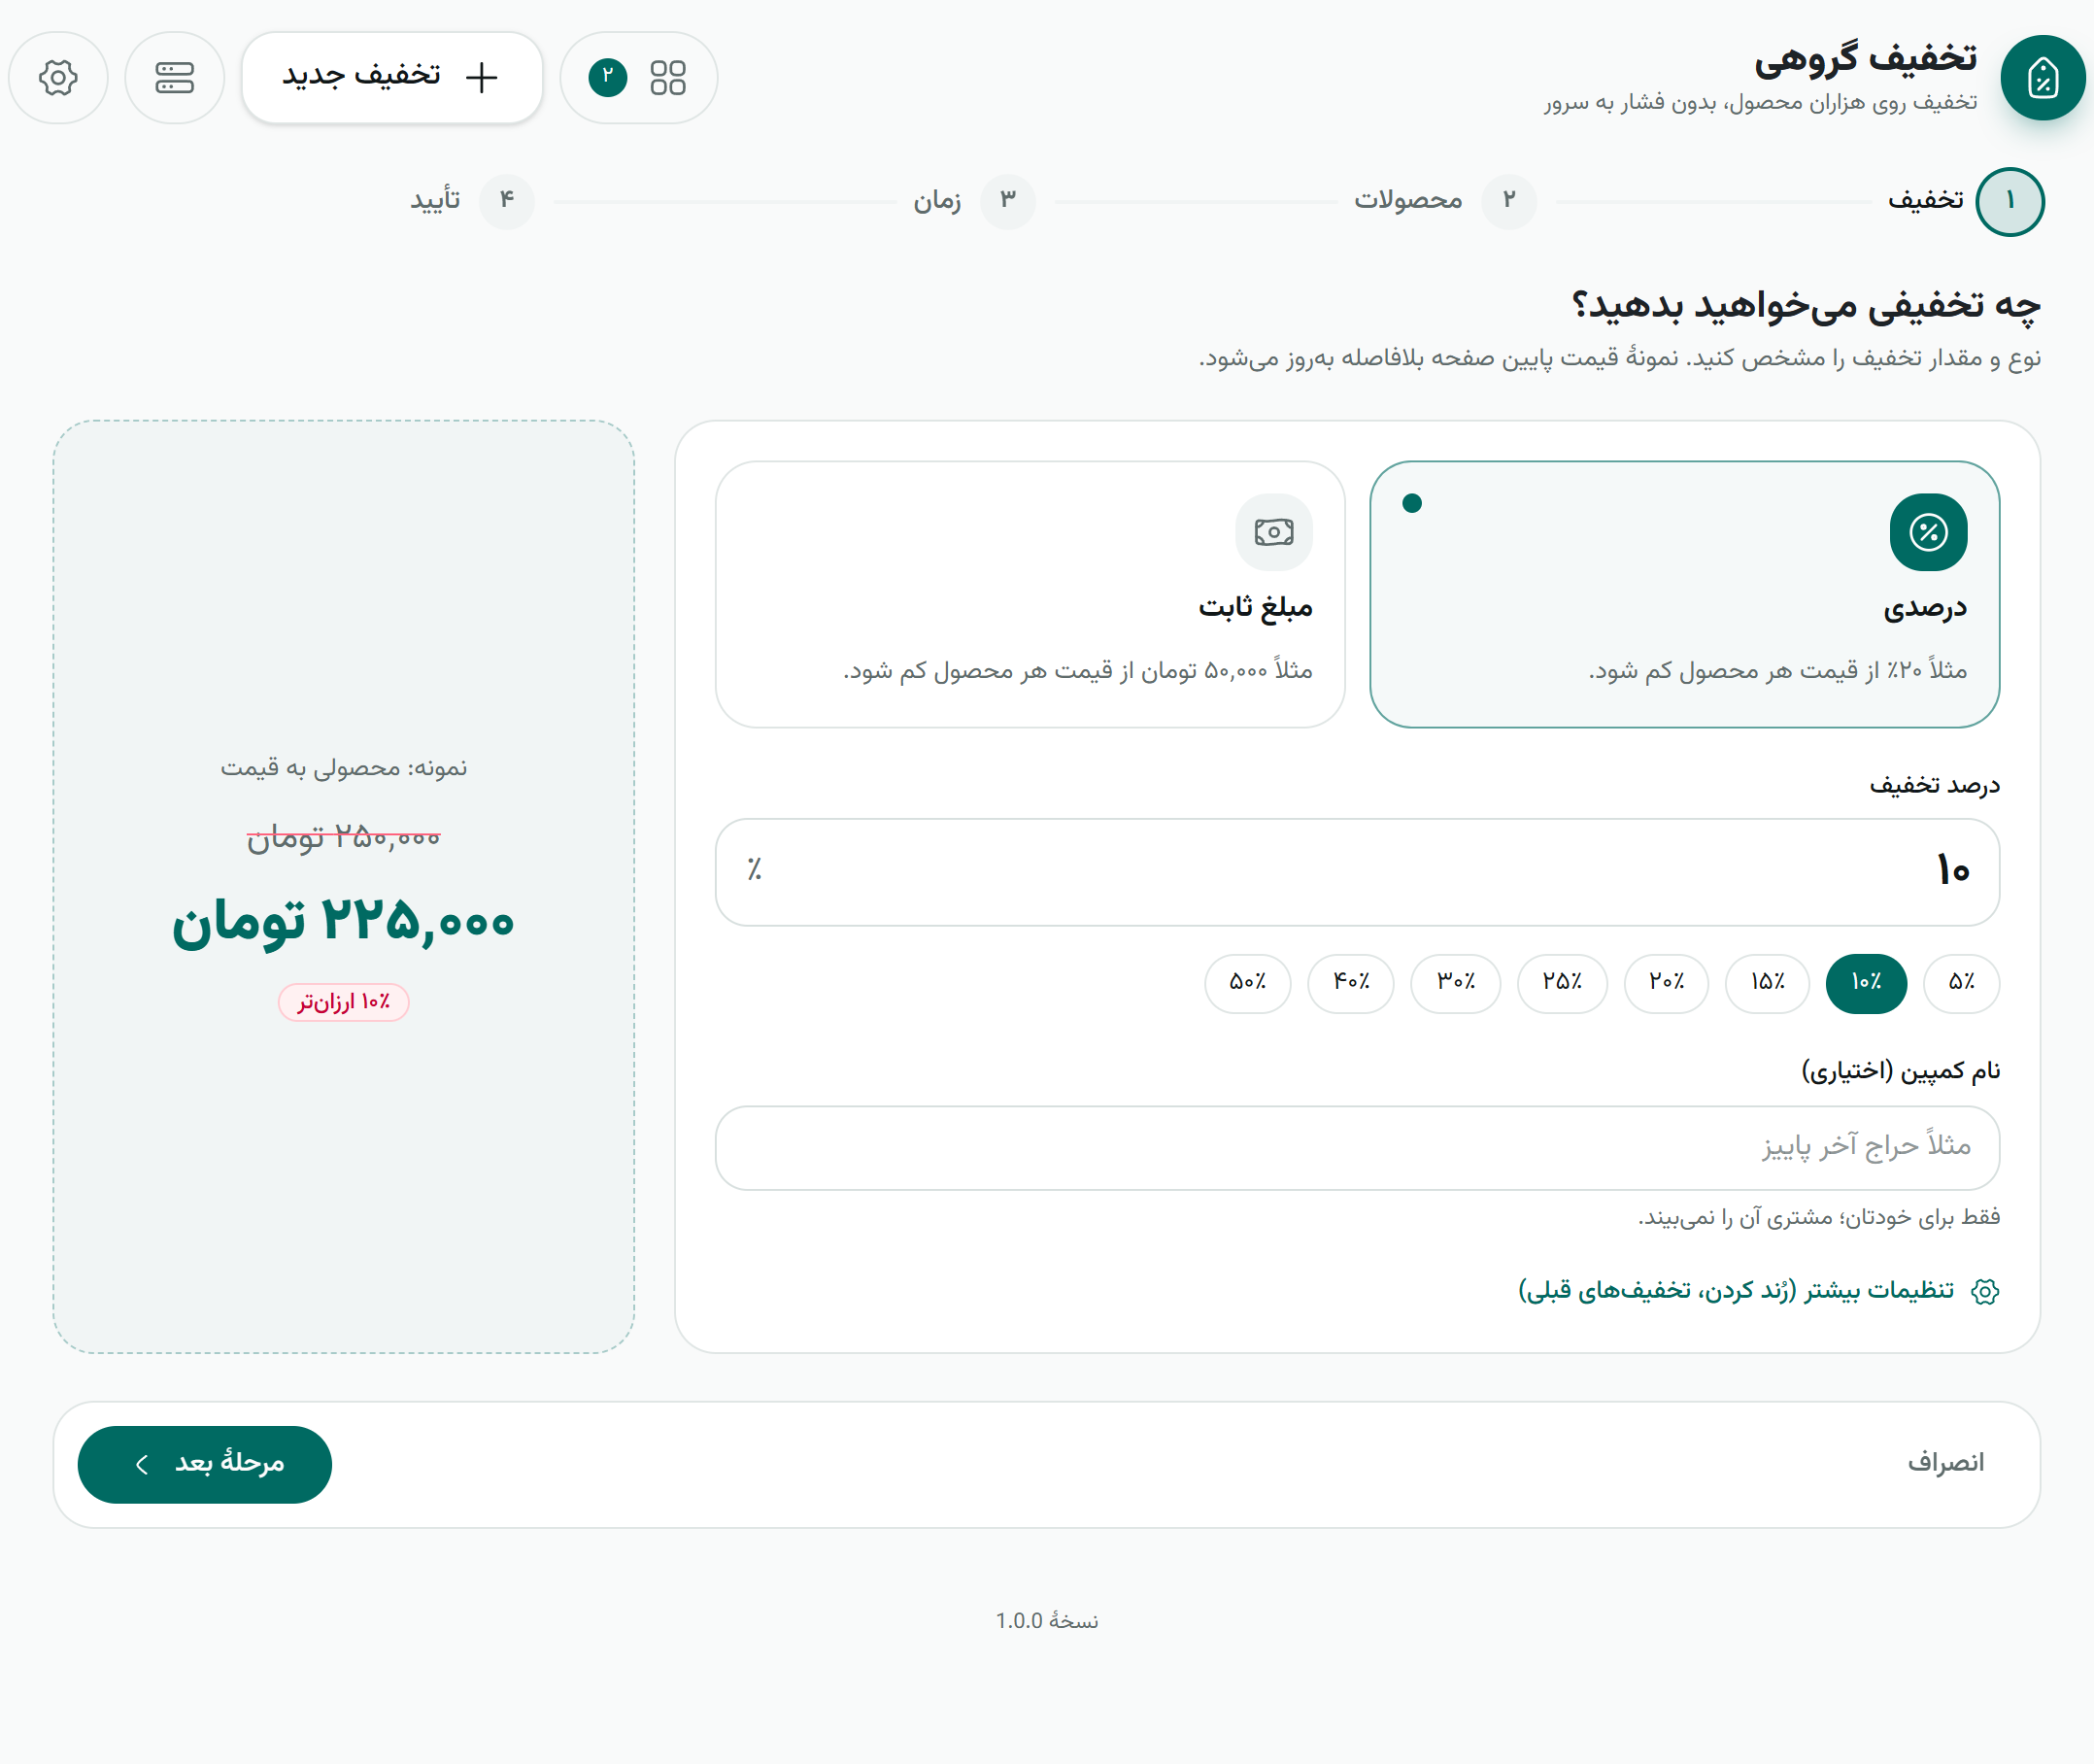 تخفیف گروهی
تخفیف روی هزاران محصول، بدون فشار به سرور
۲
تخفیف جدید
۱ تخفیف
۲ محصولات
۳ زمان
۴ تأیید
چه تخفیفی می‌خواهید بدهید؟
نوع و مقدار تخفیف را مشخص کنید. نمونهٔ قیمت پایین صفحه بلافاصله به‌روز می‌شود.
درصدی
مثلاً ۲۰٪ از قیمت هر محصول کم شود.
مبلغ ثابت
مثلاً ۵۰,۰۰۰ تومان از قیمت هر محصول کم شود.
درصد تخفیف
۱۰ ٪
۵٪ ۱۰٪ ۱۵٪ ۲۰٪ ۲۵٪ ۳۰٪ ۴۰٪ ۵۰٪
نام کمپین (اختیاری)
مثلاً حراج آخر پاییز
فقط برای خودتان؛ مشتری آن را نمی‌بیند.
تنظیمات بیشتر (رُند کردن، تخفیف‌های قبلی)
نمونه: محصولی به قیمت
۲۵۰,۰۰۰ تومان
۲۲۵,۰۰۰ تومان
۱۰٪ ارزان‌تر
انصراف
مرحلهٔ بعد
نسخهٔ 1.0.0